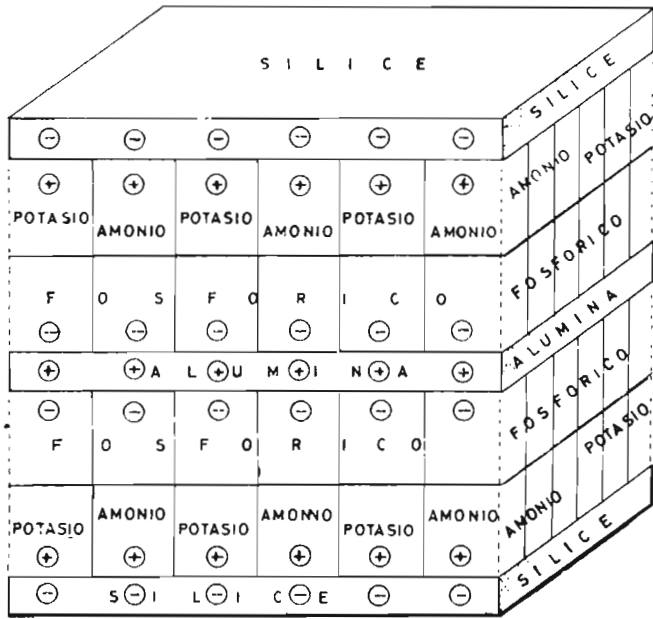 SILICE
SILICE
⊖ ⊖ ⊖ ⊖ ⊖ ⊖
⊕ ⊕ ⊕ ⊕ ⊕ ⊕
POTASIO AMONIO POTASIO AMONIO POTASIO AMONIO
AMONIO POTASIO
FOSFORICO
FOSFORICO
⊖ ⊖ ⊖ ⊖ ⊖ ⊖
⊕ ⊕ ⊕ ⊕ ⊕ ⊕
ALUMINA
ALUMINA
⊖ ⊖ ⊖ ⊖ ⊖ ⊖
FOSFORICO
FOSFORICO
POTASIO AMONIO POTASIO AMONNO POTASIO AMONIO
AMONIO POTASIO
⊕ ⊕ ⊕ ⊕ ⊕ ⊕
⊖ ⊖ ⊖ ⊖ ⊖ ⊖
SILICE
SILICE